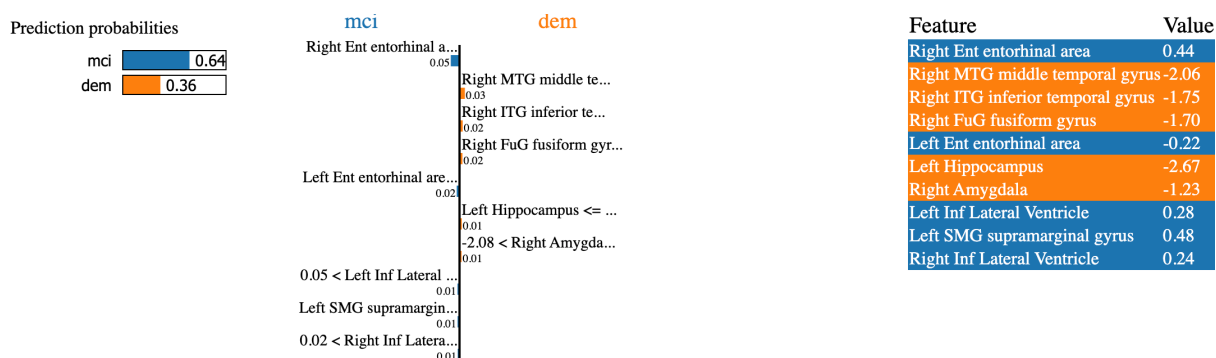 Prediction probabilities
mci 0.64
dem 0.36
mci dem
Right Ent entorhinal a...
0.05
Right MTG middle te...
0.03
Right ITG inferior te...
0.02
Right FuG fusiform gyr...
0.02
Left Ent entorhinal are...
0.02
Left Hippocampus <= ...
0.01
-2.08 < Right Amygda...
0.01
0.05 < Left Inf Lateral ...
0.01
Left SMG supramargin...
0.01
0.02 < Right Inf Latera...
0.01
Feature Value
Right Ent entorhinal area 0.44
Right MTG middle temporal gyrus -2.06
Right ITG inferior temporal gyrus -1.75
Right FuG fusiform gyrus -1.70
Left Ent entorhinal area -0.22
Left Hippocampus -2.67
Right Amygdala -1.23
Left Inf Lateral Ventricle 0.28
Left SMG supramarginal gyrus 0.48
Right Inf Lateral Ventricle 0.24